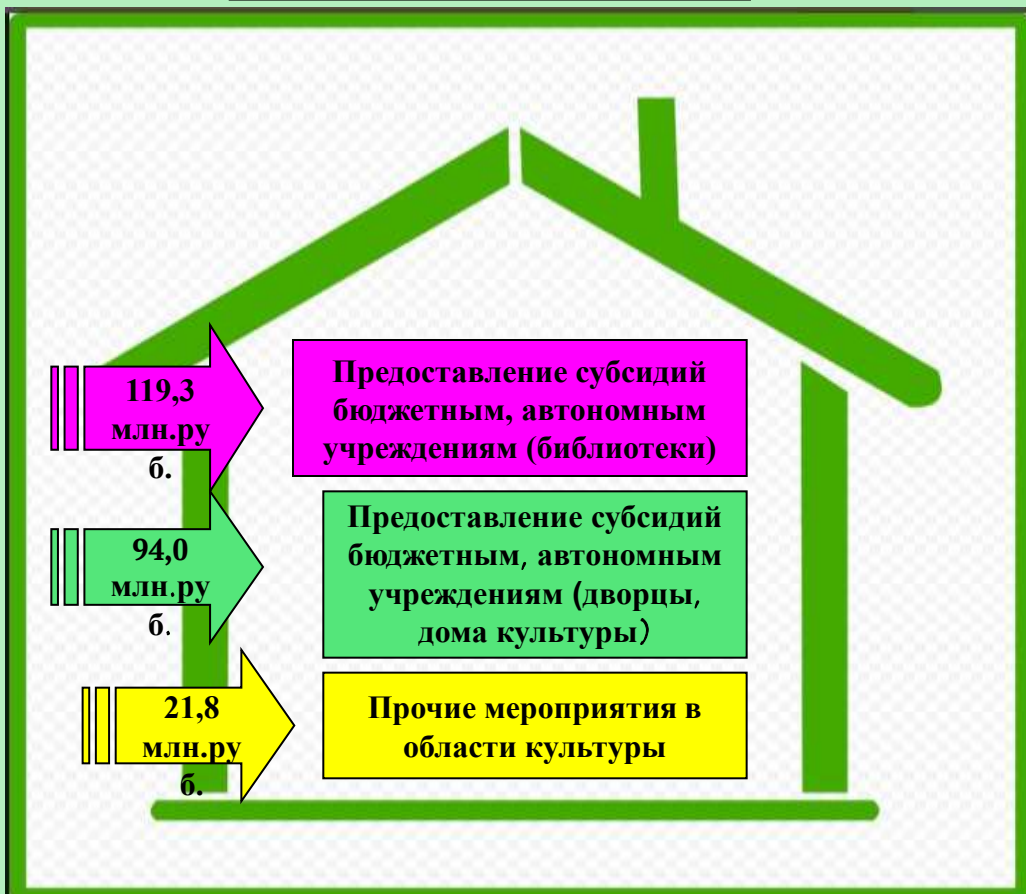 119,3
млн.ру
б.
Предоставление субсидий
бюджетным, автономным
учреждениям (библиотеки)
94,0
млн.ру
б.
Предоставление субсидий
бюджетным, автономным
учреждениям (дворцы,
дома культуры)
21,8
млн.ру
б.
Прочие мероприятия в
области культуры